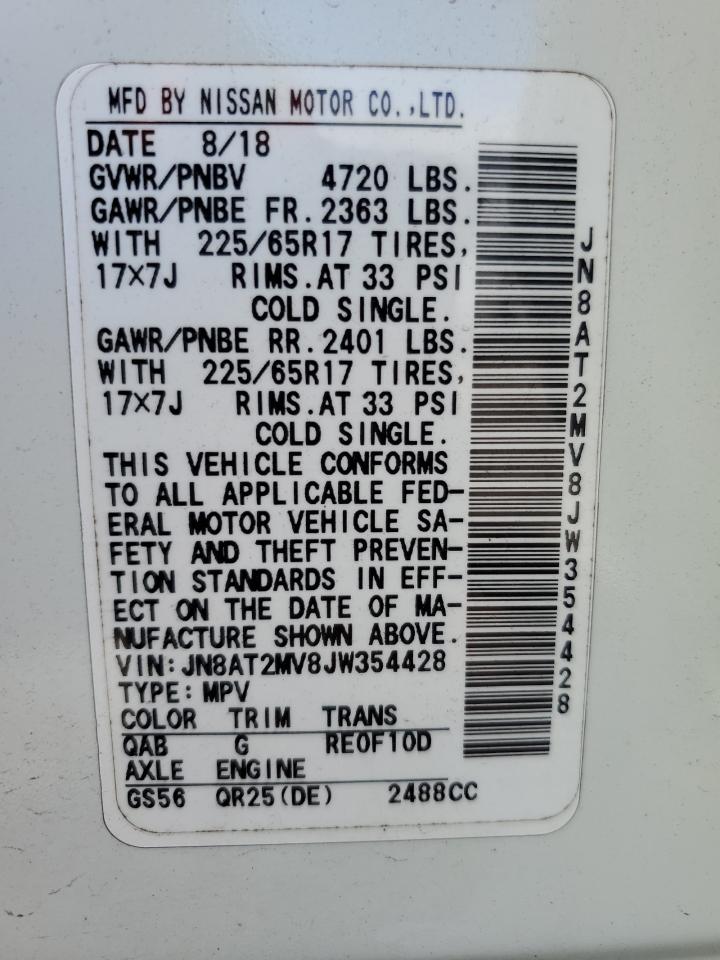 MFD BY NISSAN MOTOR CO.,LTD.
DATE 8/18
GVWR/PNBV 4720 LBS.
GAWR/PNBE FR.2363 LBS.
WITH 225/65R17 TIRES,
17×7J RIMS.AT 33 PSI
COLD SINGLE.
GAWR/PNBE RR.2401 LBS.
WITH 225/65R17 TIRES,
17×7J RIMS.AT 33 PSI
COLD SINGLE.
THIS VEHICLE CONFORMS
TO ALL APPLICABLE FED-
ERAL MOTOR VEHICLE SA-
FETY AND THEFT PREVEN-
TION STANDARDS IN EFF-
ECT ON THE DATE OF MA-
NUFACTURE SHOWN ABOVE.
VIN:JN8AT2MV8JW354428
TYPE:MPV
COLOR TRIM TRANS
QAB G RE0F10D
AXLE ENGINE
GS56 QR25(DE) 2488CC
JN8AT2MV8JW354428